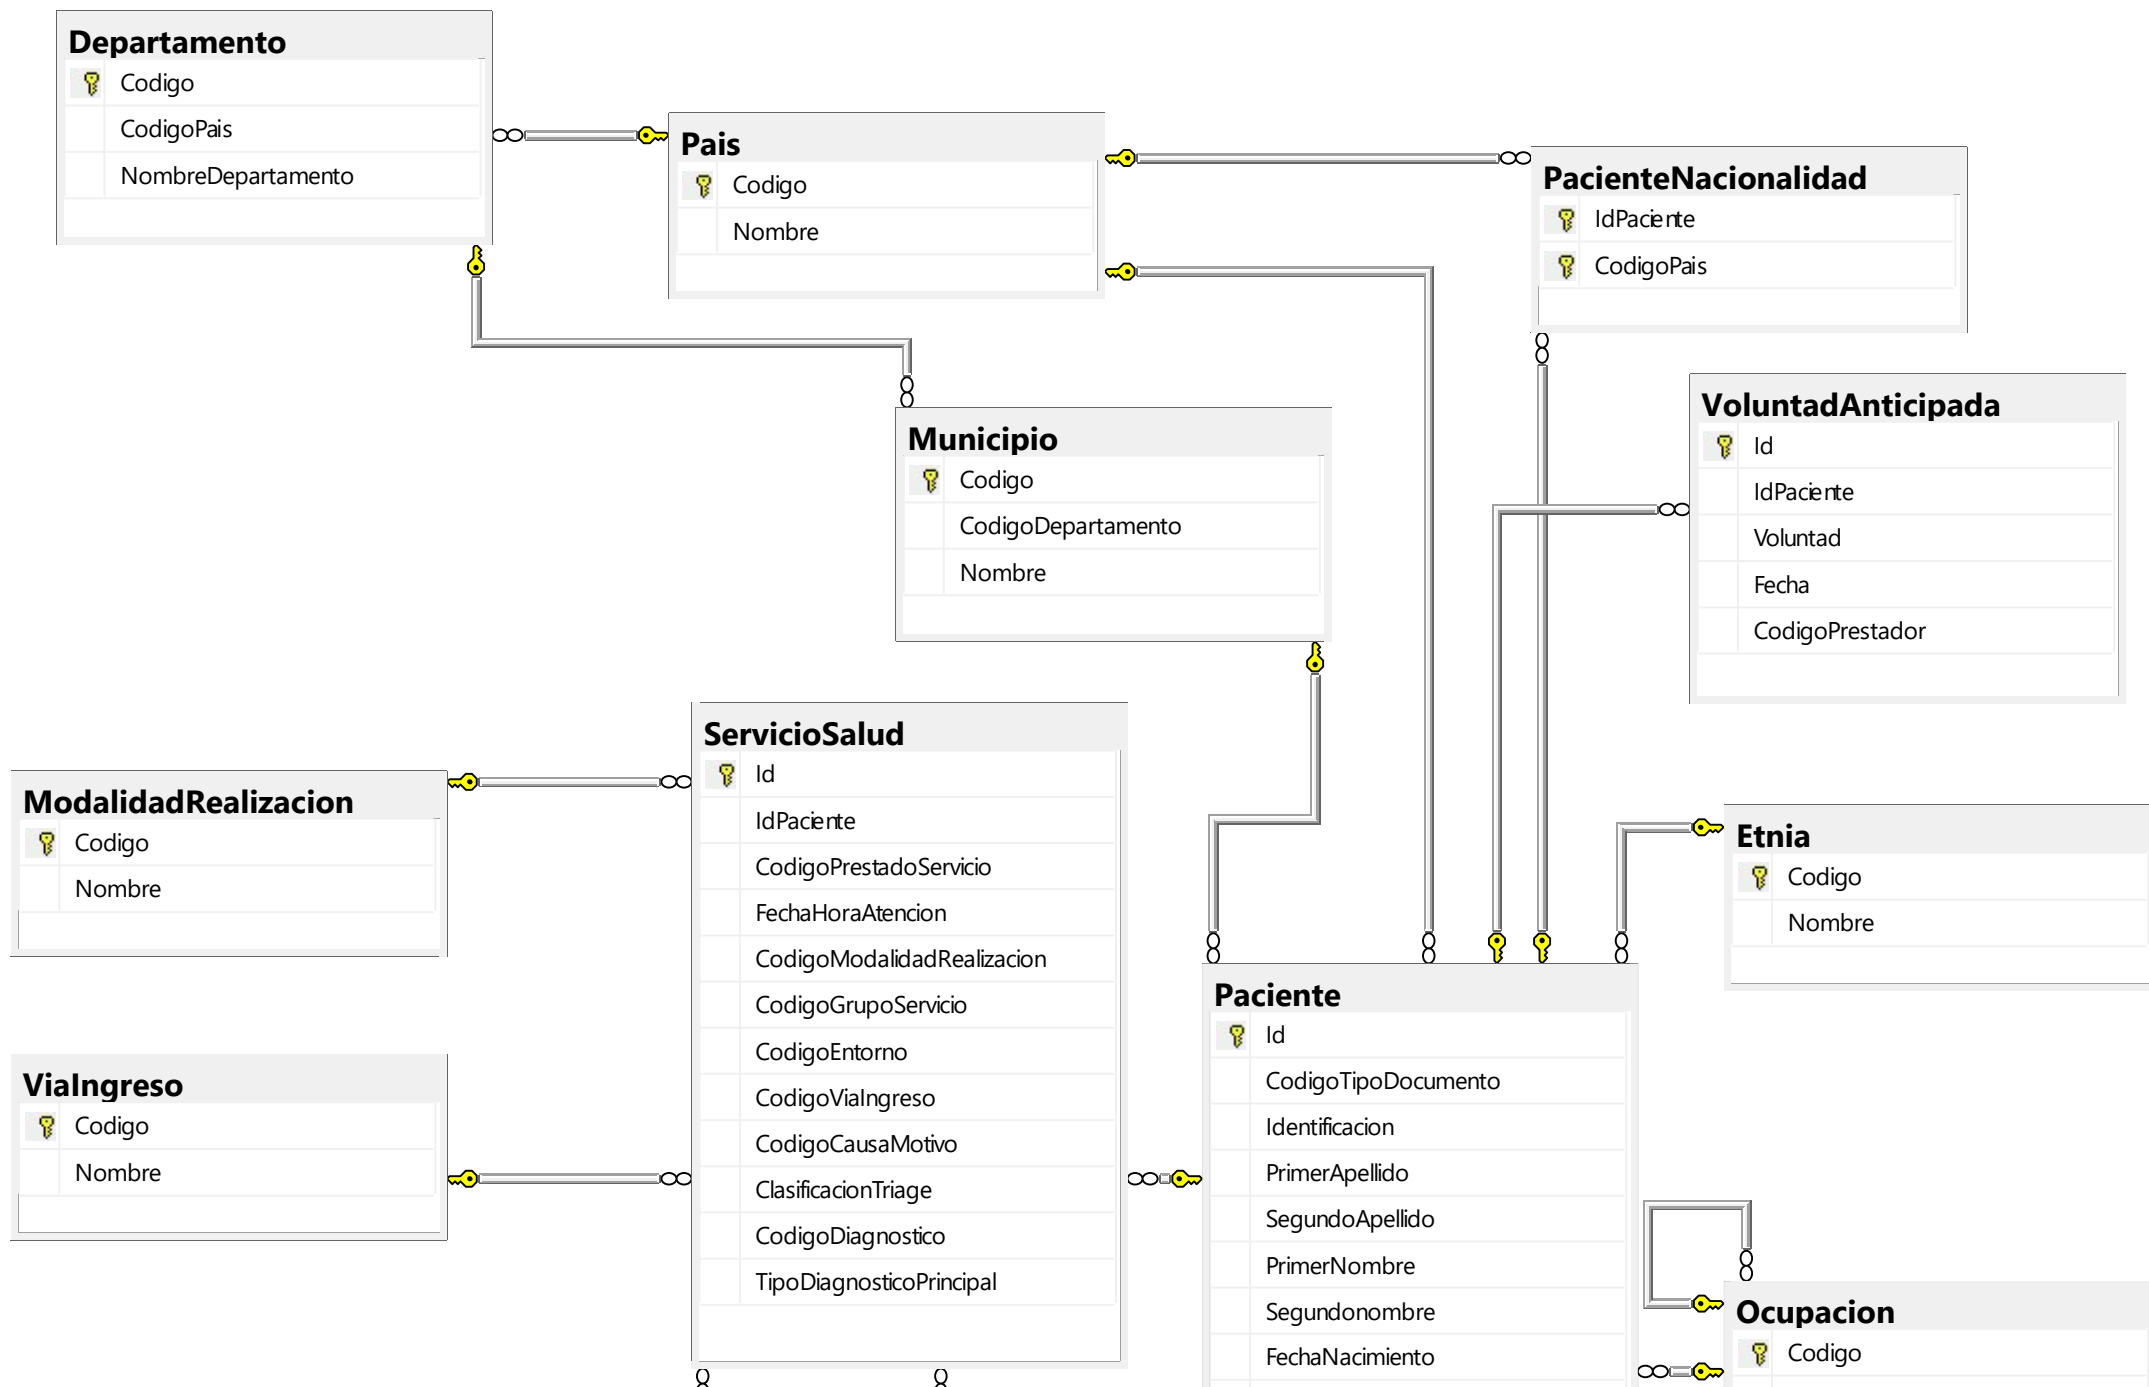 Departamento
Codigo
CodigoPais
NombreDepartamento
Pais
Codigo
Nombre
PacienteNacionalidad
IdPaciente
CodigoPais
Municipio
Codigo
CodigoDepartamento
Nombre
VoluntadAnticipada
Id
IdPaciente
Voluntad
Fecha
CodigoPrestador
ServicioSalud
Id
IdPaciente
CodigoPrestadoServicio
FechaHoraAtencion
CodigoModalidadRealizacion
CodigoGrupoServicio
CodigoEntorno
CodigoViaIngreso
CodigoCausaMotivo
ClasificacionTriage
CodigoDiagnostico
TipoDiagnosticoPrincipal
ModalidadRealizacion
Codigo
Nombre
ViaIngreso
Codigo
Nombre
Etnia
Codigo
Nombre
Paciente
Id
CodigoTipoDocumento
Identificacion
PrimerApellido
SegundoApellido
PrimerNombre
Segundonombre
FechaNacimiento
Ocupacion
Codigo